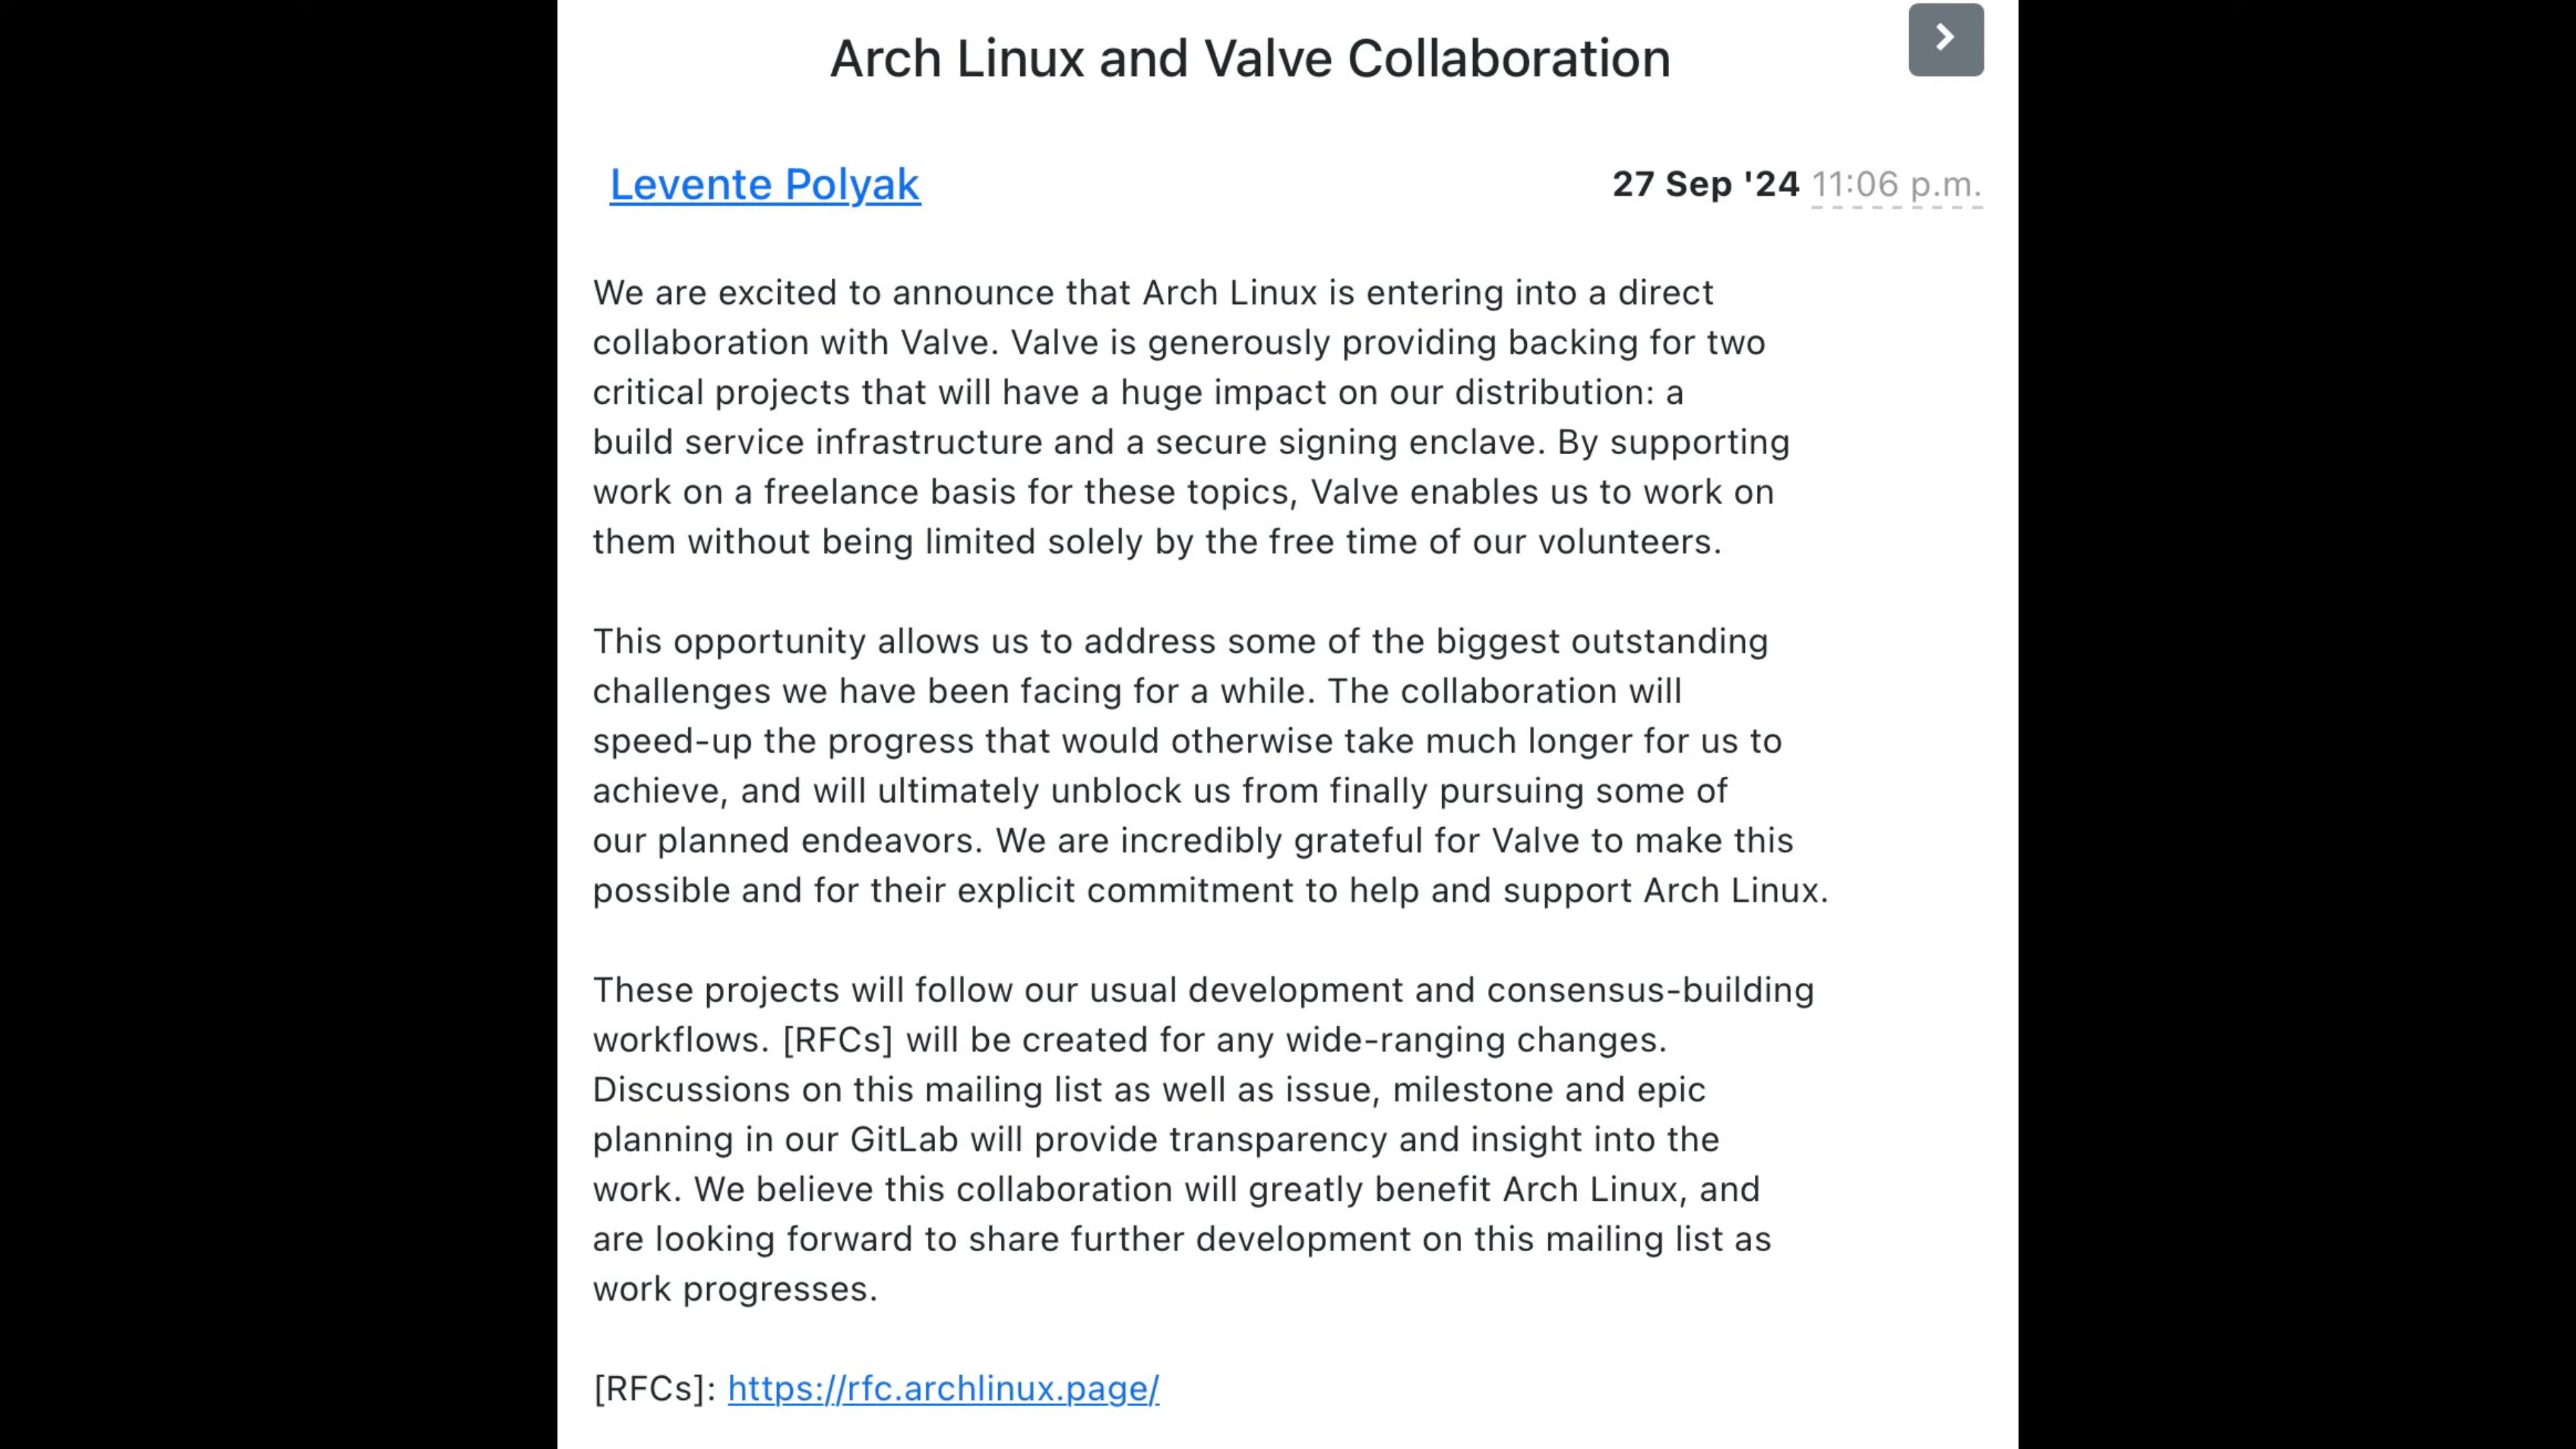 Arch Linux and Valve Collaboration
Levente Polyak 27 Sep '24 11:06 p.m.
We are excited to announce that Arch Linux is entering into a direct
collaboration with Valve. Valve is generously providing backing for two
critical projects that will have a huge impact on our distribution: a
build service infrastructure and a secure signing enclave. By supporting
work on a freelance basis for these topics, Valve enables us to work on
them without being limited solely by the free time of our volunteers.
This opportunity allows us to address some of the biggest outstanding
challenges we have been facing for a while. The collaboration will
speed-up the progress that would otherwise take much longer for us to
achieve, and will ultimately unblock us from finally pursuing some of
our planned endeavors. We are incredibly grateful for Valve to make this
possible and for their explicit commitment to help and support Arch Linux.
These projects will follow our usual development and consensus-building
workflows. [RFCs] will be created for any wide-ranging changes.
Discussions on this mailing list as well as issue, milestone and epic
planning in our GitLab will provide transparency and insight into the
work. We believe this collaboration will greatly benefit Arch Linux, and
are looking forward to share further development on this mailing list as
work progresses.
[RFCs]: https://rfc.archlinux.page/